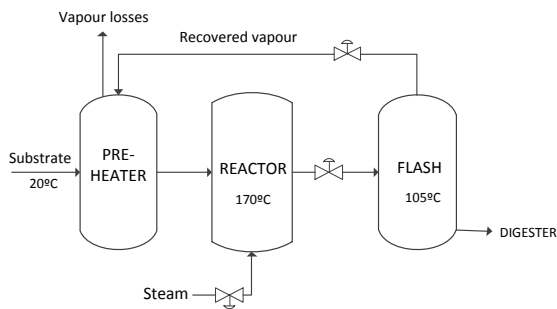 Vapour losses
Recovered vapour
Substrate
20ºC
PRE-
HEATER
REACTOR
170ºC
FLASH
105ºC
DIGESTER
Steam